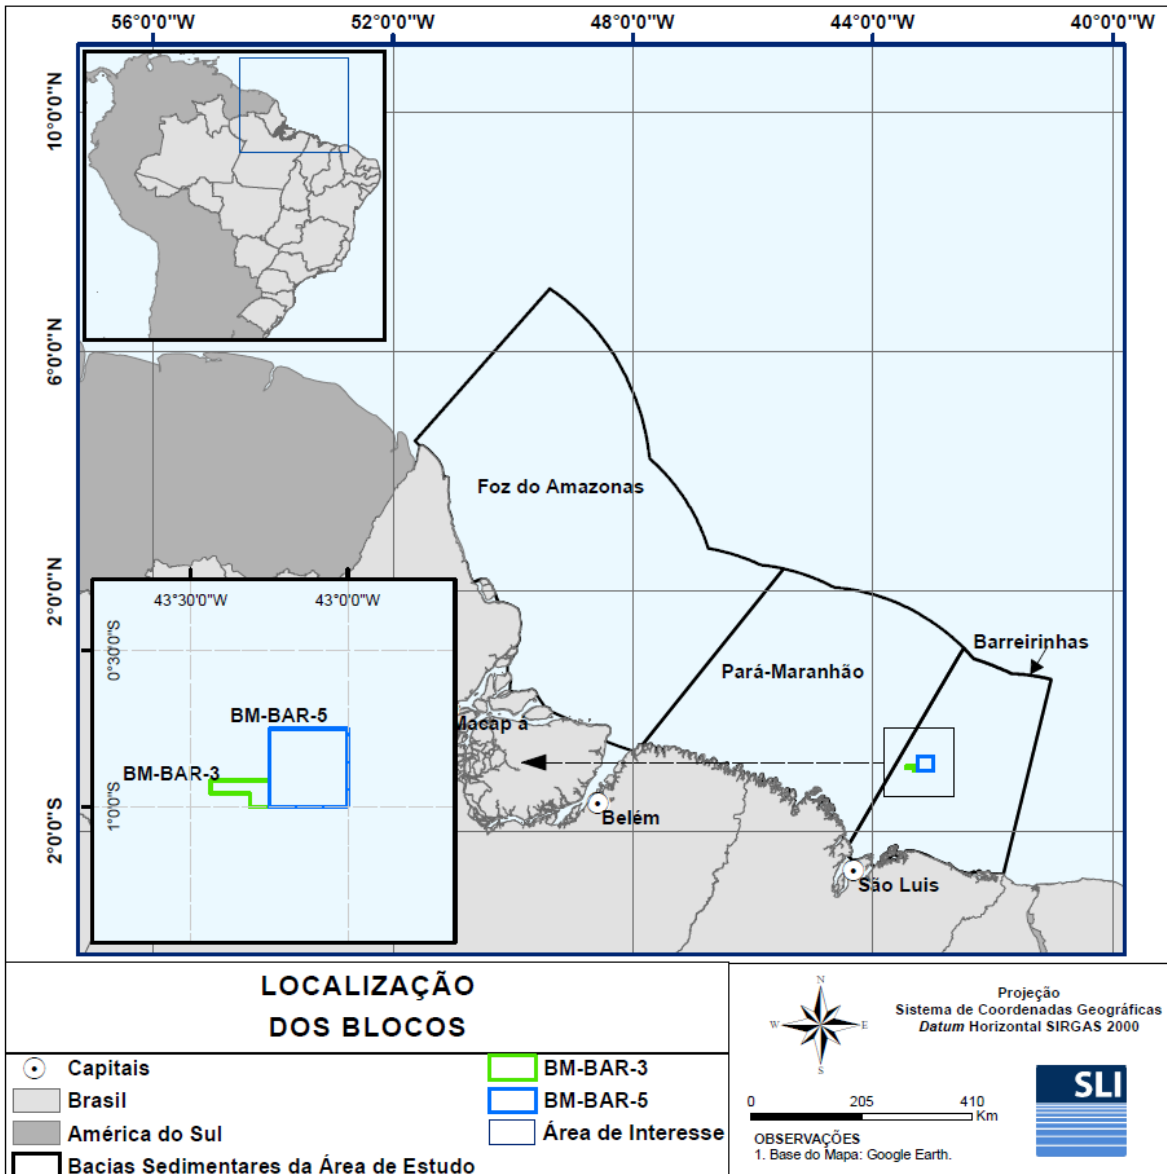 56°0'0"W 52°0'0"W 48°0'0"W 44°0'0"W 40°0'0"W
10°0'0"N
6°0'0"N
2°0'0"N
2°0'0"S
Foz do Amazonas
Pará-Maranhão
Barreirinhas
Macap á
Belém
São Luis
43°30'0"W 43°0'0"W
0°30'0"S
1°0'0"S
BM-BAR-5
BM-BAR-3
LOCALIZAÇÃO
DOS BLOCOS
Capitais
Brasil
América do Sul
Bacias Sedimentares da Área de Estudo
BM-BAR-3
BM-BAR-5
Área de Interesse
N
W E
S
Projeção
Sistema de Coordenadas Geográficas
Datum Horizontal SIRGAS 2000
0 205 410
Km
OBSERVAÇÕES
1. Base do Mapa: Google Earth.
SLI